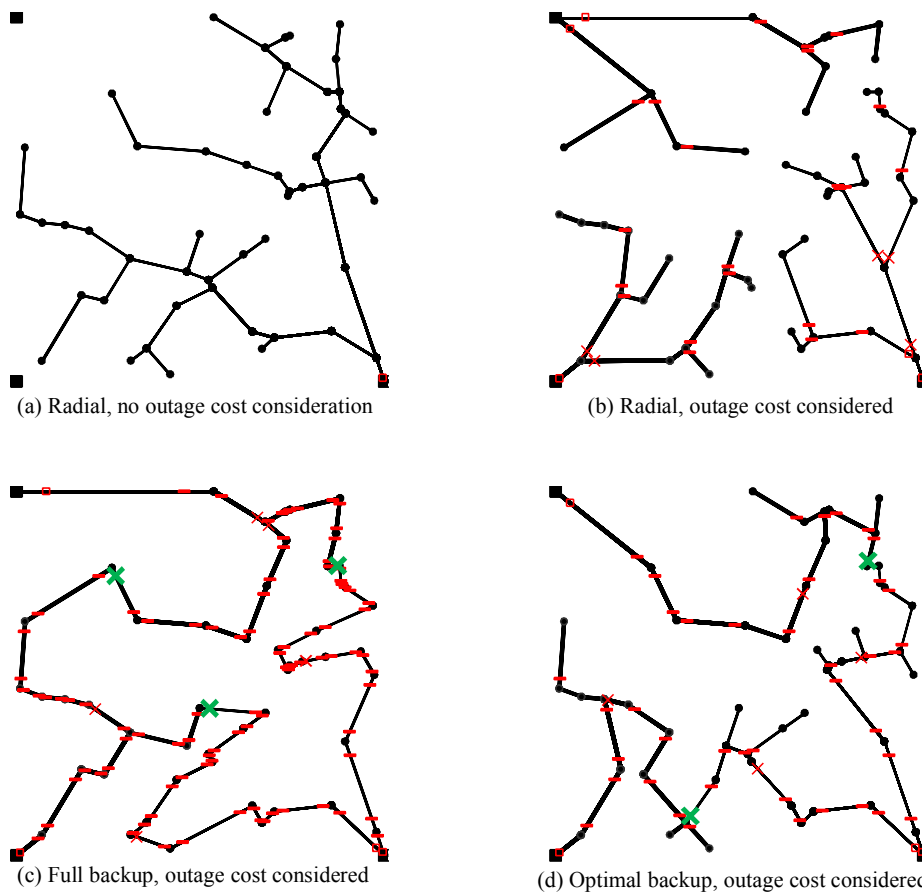 (a) Radial, no outage cost consideration
(b) Radial, outage cost considered
(c) Full backup, outage cost considered
(d) Optimal backup, outage cost considered